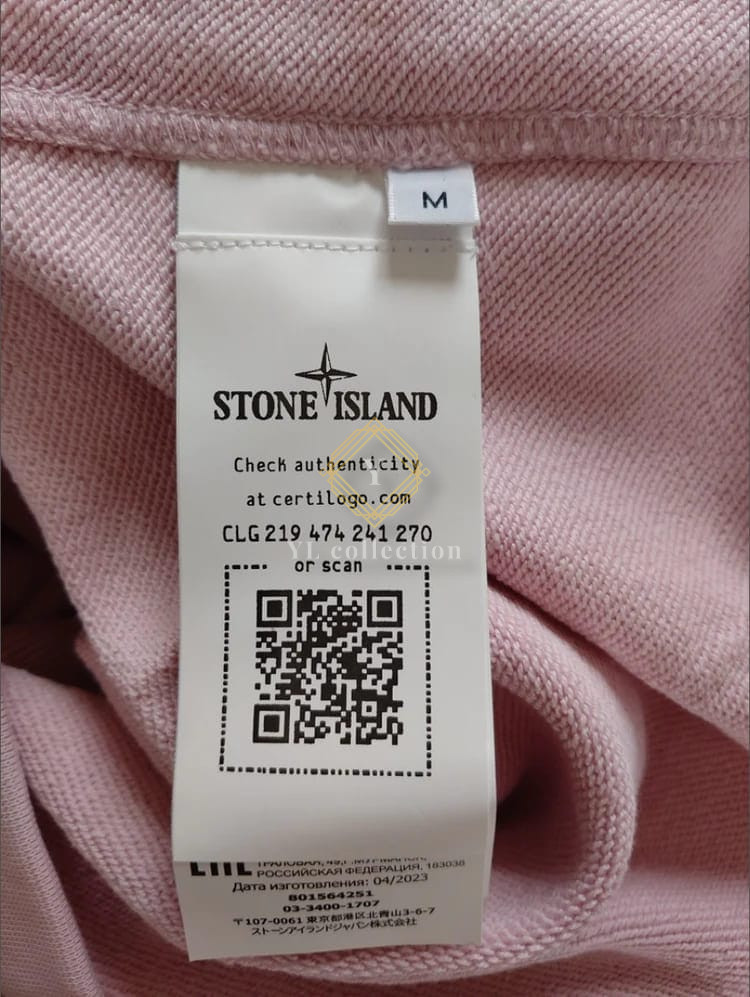 M
STONE ISLAND
Check authenticity
at certilogo.com
CLG 219 474 241 270
YL collection
or scan
РОССИЙСКАЯ ФЕДЕРАЦИЯ, 183038
Дата изготовления: 04/2023
801564251
03-3400-1707
〒107-0061 東京都港区北青山3-6-7
ストーンアイランドジャパン株式会社